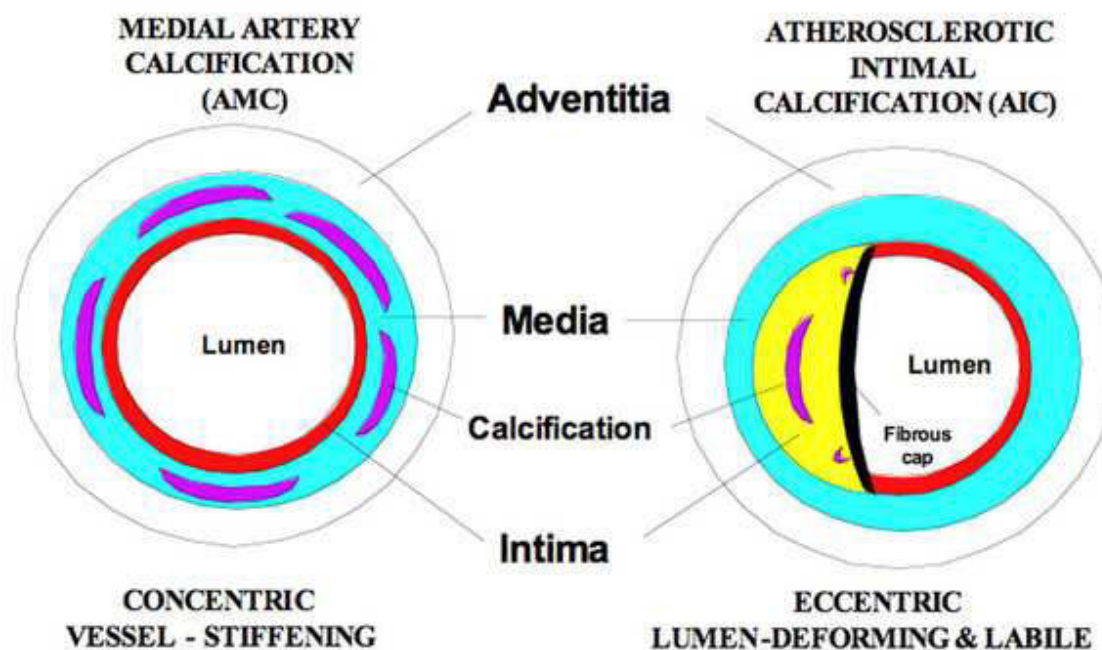 MEDIAL ARTERY
CALCIFICATION
(AMC)
ATHEROSCLEROTIC
INTIMAL
CALCIFICATION (AIC)
Adventitia
Lumen
Media
Lumen
Calcification
Fibrous
cap
Intima
CONCENTRIC
VESSEL - STIFFENING
ECCENTRIC
LUMEN-DEFORMING & LABILE